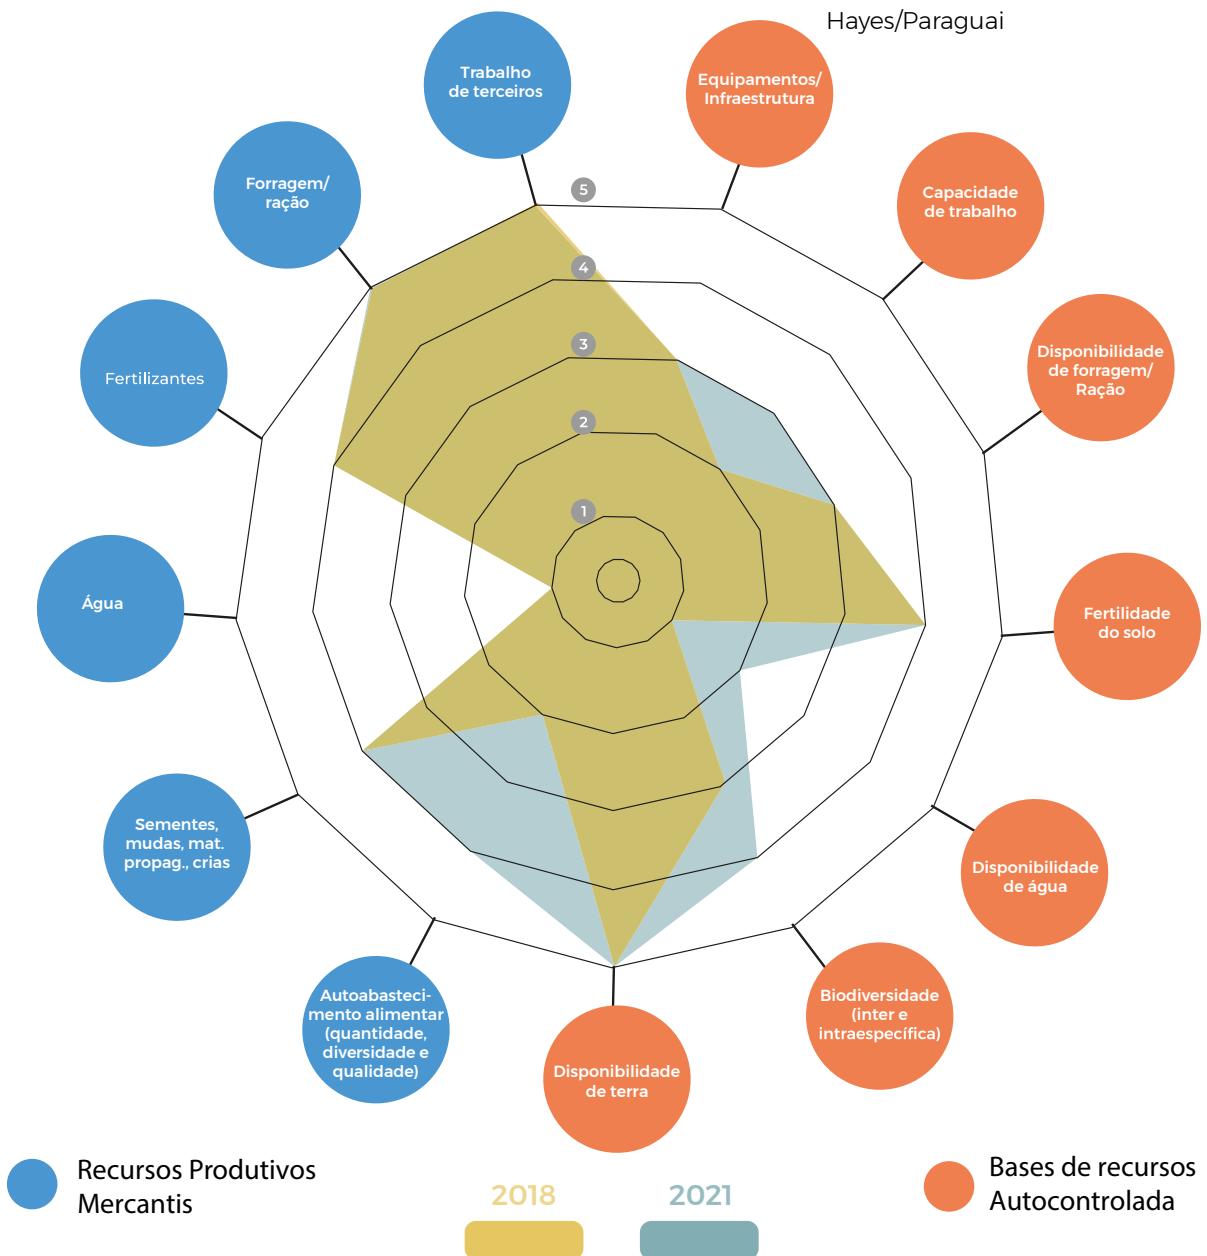 Hayes/Paraguai
Trabalho
de terceiros
Equipamentos/
Infraestrutura
Forragem/
ração
Capacidade
de trabalho
5
4
3
2
1
Fertilizantes
Disponibilidade
de forragem/
Ração
Água
Fertilidade
do solo
Sementes,
mudas, mat.
propag., crias
Disponibilidade
de água
Autoabasteci-
mento alimentar
(quantidade,
diversidade e
qualidade)
Biodiversidade
(inter e
intraespecífica)
Disponibilidade
de terra
Recursos Produtivos
Mercantis
2018
2021
Bases de recursos
Autocontrolada